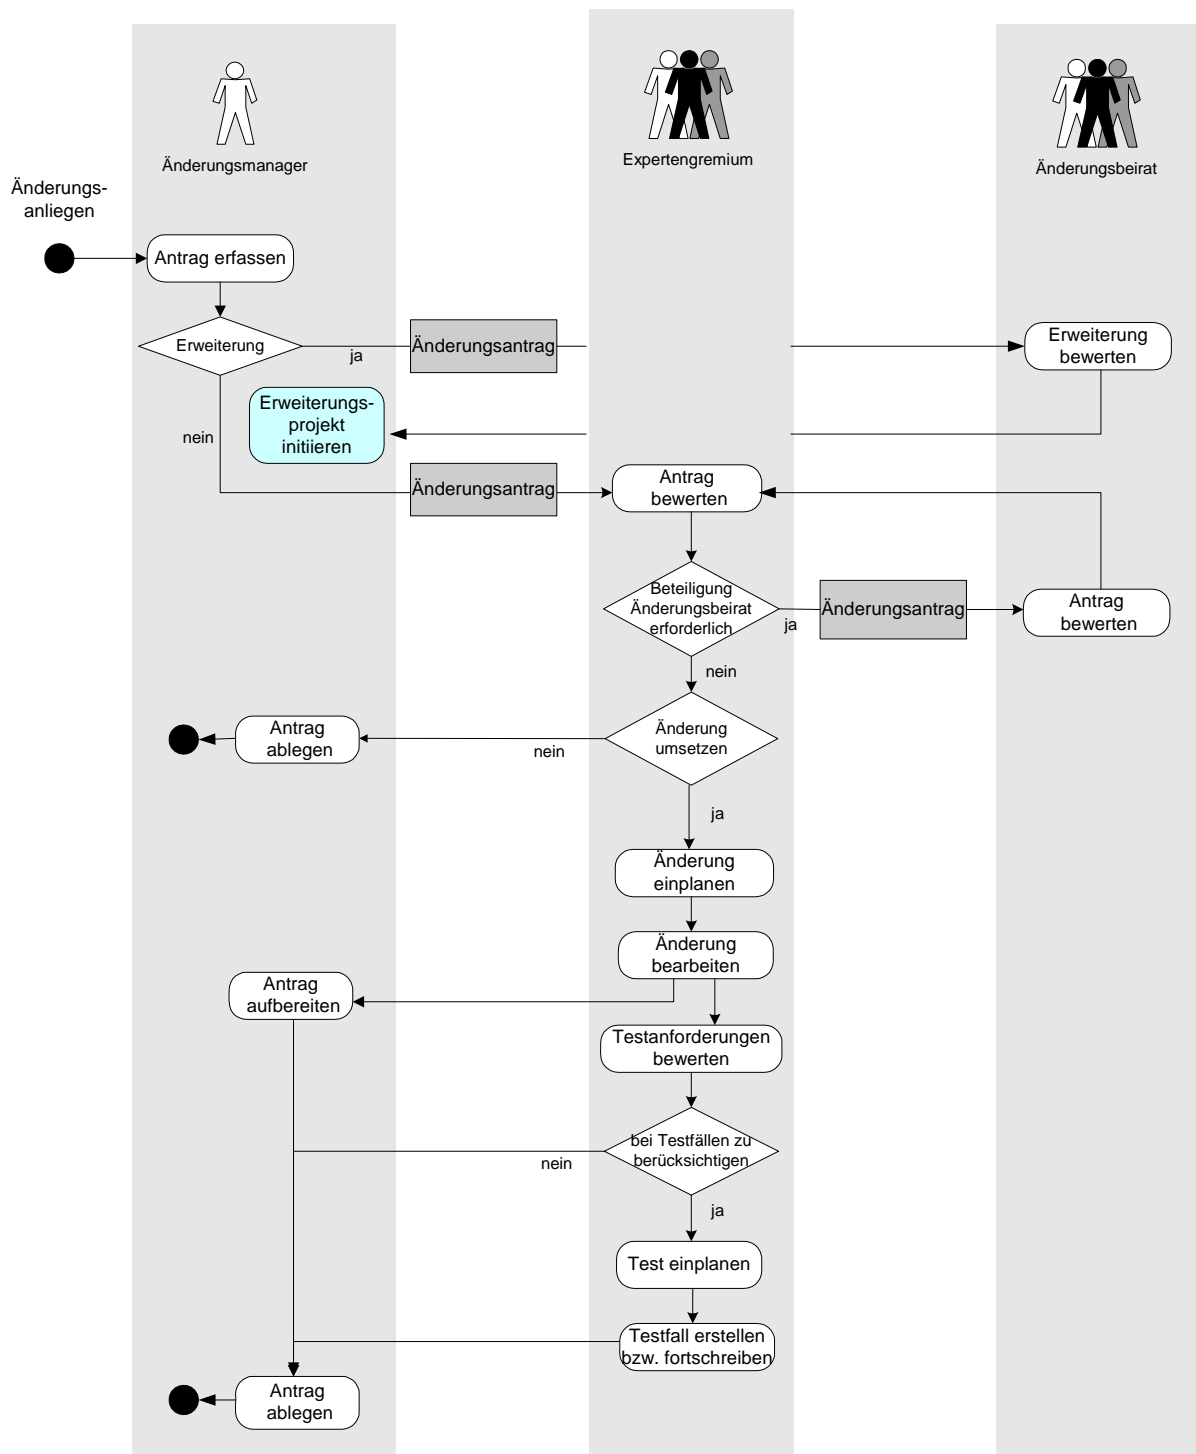 Änderungsmanager
Expertengremium
Änderungsbeirat
Änderungs-
anliegen
Antrag erfassen
Erweiterung
ja
Änderungsantrag
Erweiterung
bewerten
Erweiterungs-
projekt
initiieren
nein
Änderungsantrag
Antrag
bewerten
Beteiligung
Änderungsbeirat
erforderlich
ja
Änderungsantrag
Antrag
bewerten
nein
Änderung
umsetzen
nein
Antrag
ablegen
ja
Änderung
einplanen
Änderung
bearbeiten
Antrag
aufbereiten
Testanforderungen
bewerten
bei Testfällen zu
berücksichtigen
nein
ja
Test einplanen
Testfall erstellen
bzw. fortschreiben
Antrag
ablegen